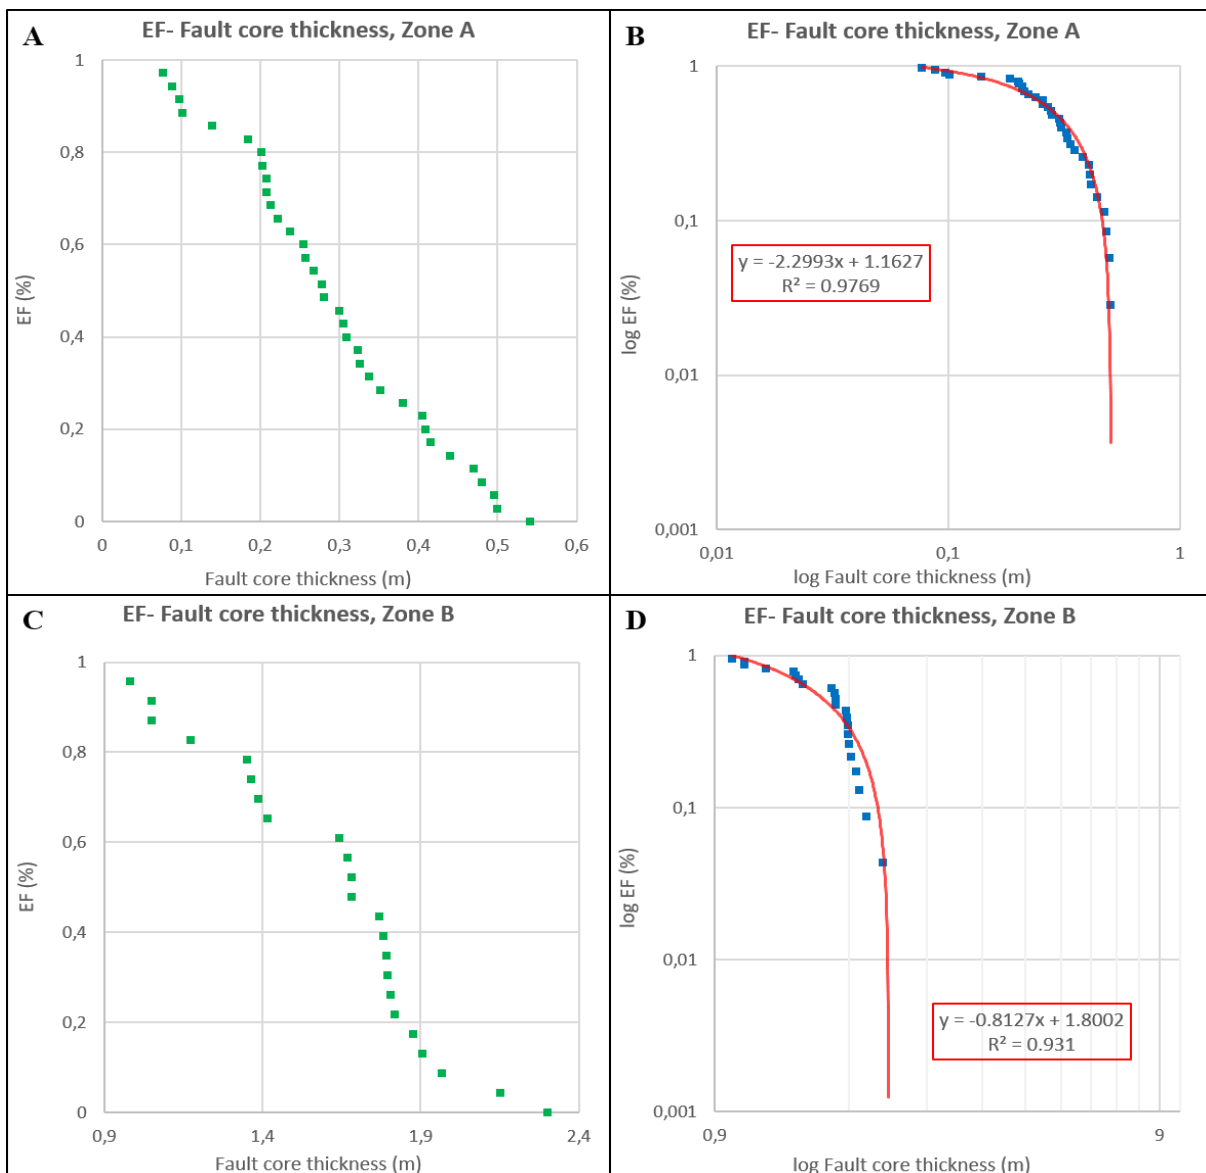 A
EF- Fault core thickness, Zone A
1
0,8
0,6
0,4
0,2
0
EF (%)
0
0,1
0,2
0,3
0,4
0,5
0,6
Fault core thickness (m)
B
EF- Fault core thickness, Zone A
1
0,1
0,01
0,001
log EF (%)
y = -2.2993x + 1.1627
R² = 0.9769
0,01
0,1
1
log Fault core thickness (m)
C
EF- Fault core thickness, Zone B
1
0,8
0,6
0,4
0,2
0
EF (%)
0,9
1,4
1,9
2,4
Fault core thickness (m)
D
EF- Fault core thickness, Zone B
1
0,1
0,01
0,001
log EF (%)
y = -0.8127x + 1.8002
R² = 0.931
0,9
9
log Fault core thickness (m)